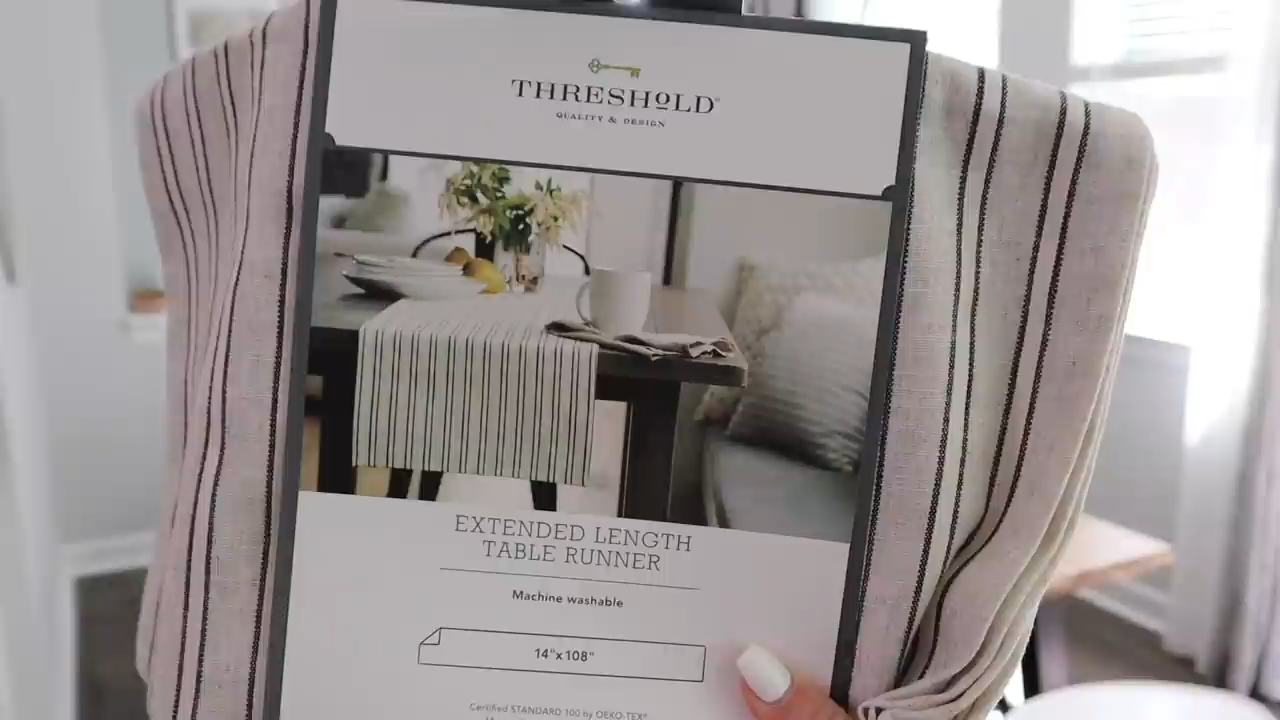 THRESHOLD®
QUALITY & DESIGN
EXTENDED LENGTH
TABLE RUNNER
Machine washable
14"x108"
Certified STANDARD 100 by OEKO-TEX®